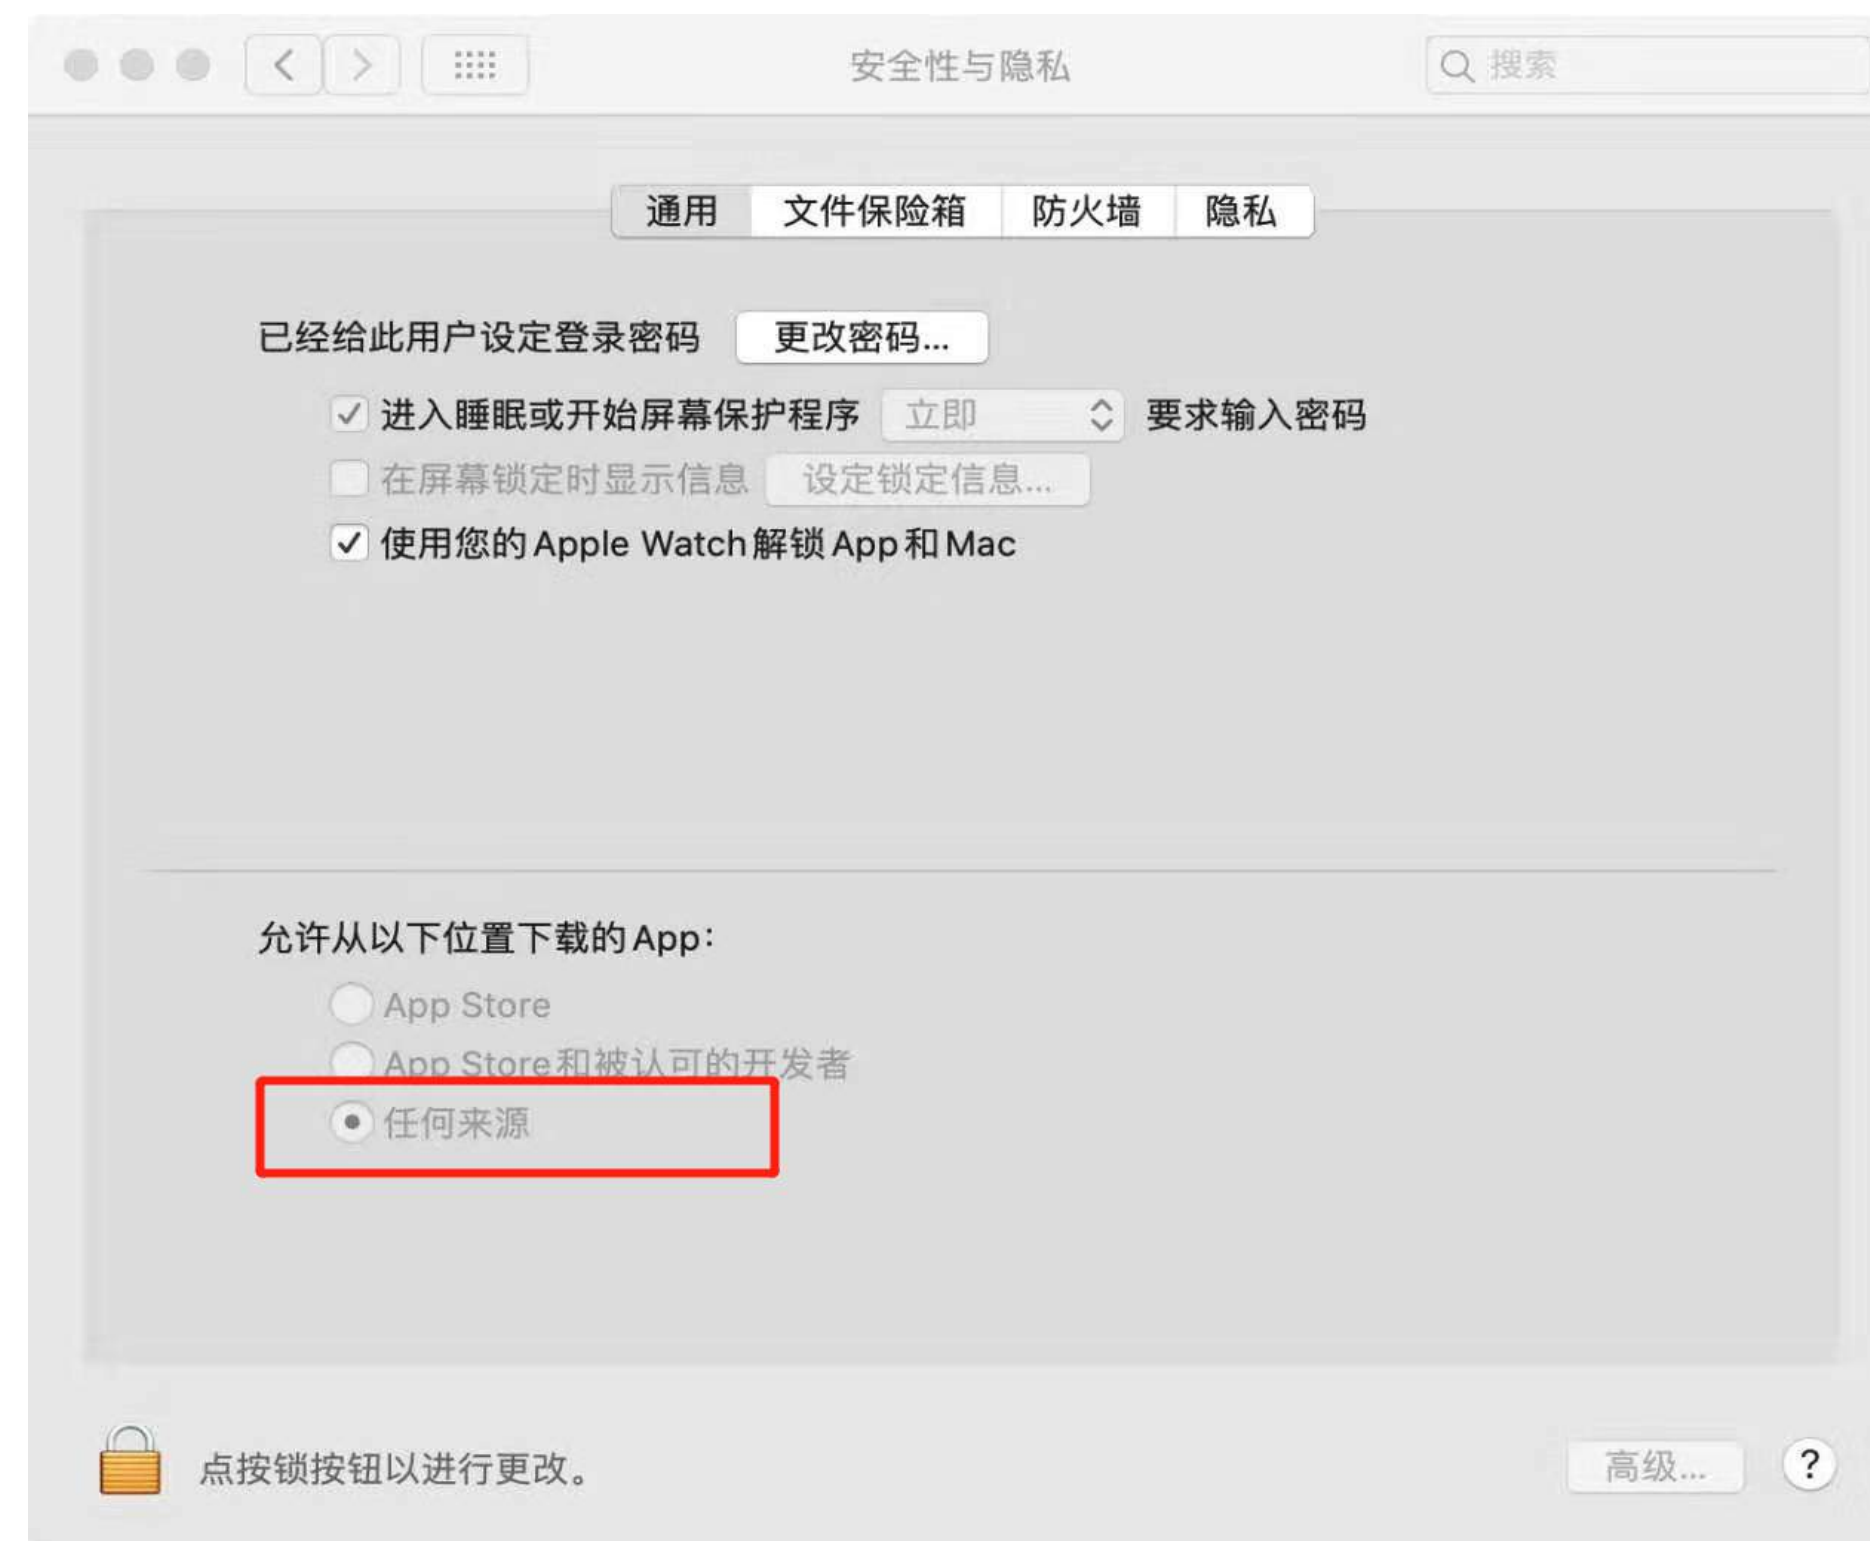 安全性与隐私
搜索
通用 文件保险箱 防火墙 隐私
已经给此用户设定登录密码 更改密码...
进入睡眠或开始屏幕保护程序 立即 要求输入密码
在屏幕锁定时显示信息 设定锁定信息...
使用您的Apple Watch解锁App和Mac
允许从以下位置下载的App：
App Store
App Store和被认可的开发者
任何来源
点按锁按钮以进行更改。
高级... ?